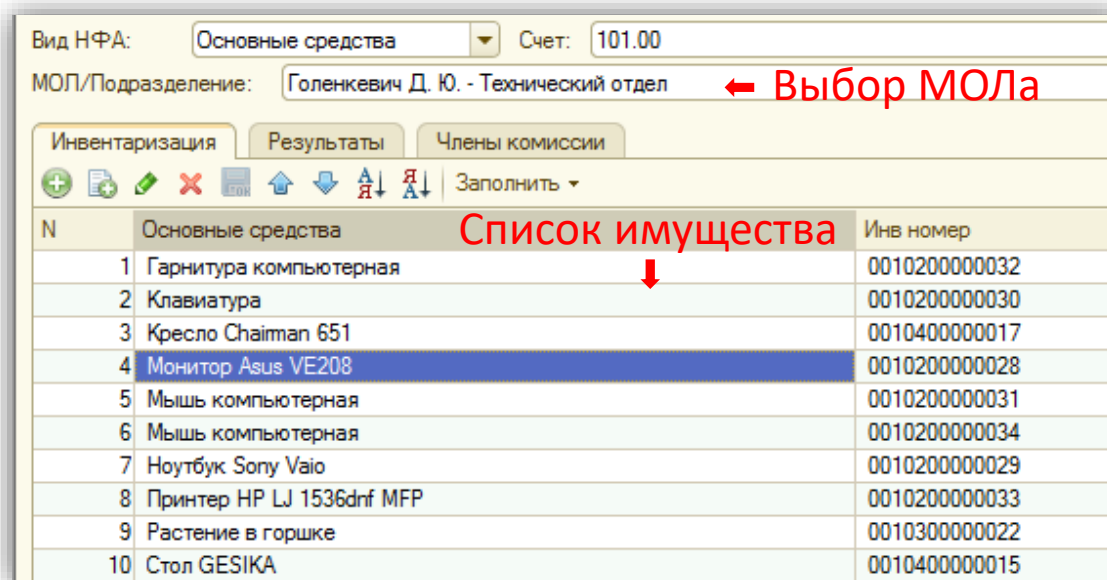 Вид НФА: Основные средства Счет: 101.00
МОЛ/Подразделение: Голенкевич Д. Ю. - Технический отдел Выбор МОЛа
Инвентаризация Результаты Члены комиссии
Заполнить
N Основные средства Список имущества Инв номер
1 Гарнитура компьютерная 0010200000032
2 Клавиатура 0010200000030
3 Кресло Chairman 651 0010400000017
4 Монитор Asus VE208 0010200000028
5 Мышь компьютерная 0010200000031
6 Мышь компьютерная 0010200000034
7 Ноутбук Sony Vaio 0010200000029
8 Принтер HP LJ 1536dnf MFP 0010200000033
9 Растение в горшке 0010300000022
10 Стол GESIKA 0010400000015